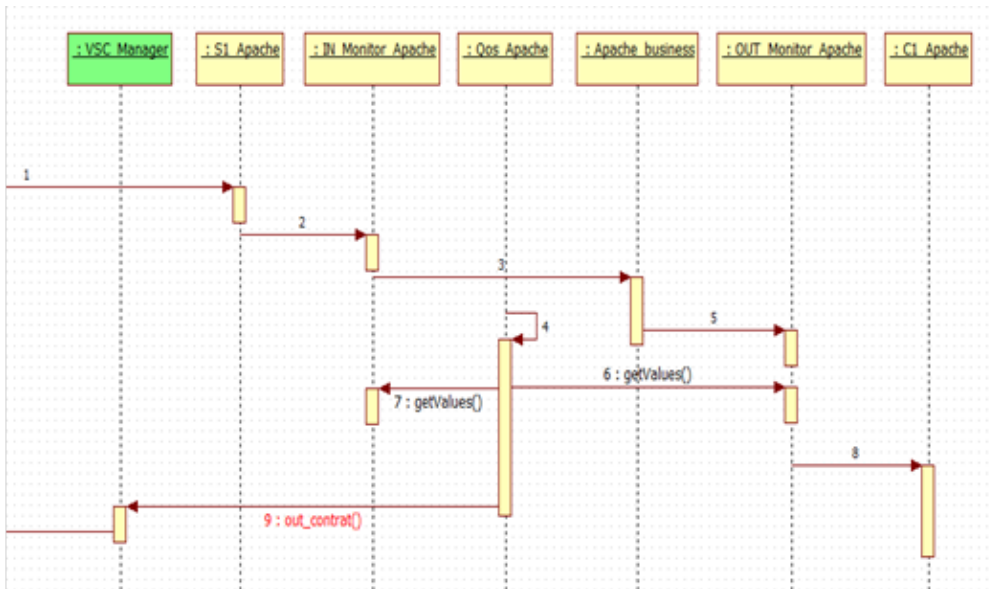 : VSC_Manager
: S1_Apache
: IN_Monitor_Apache
: Qos_Apache
: Apache_business
: OUT_Monitor_Apache
: C1_Apache
1
2
3
4
5
6 : getValues()
7 : getValues()
8
9 : out_contrat()